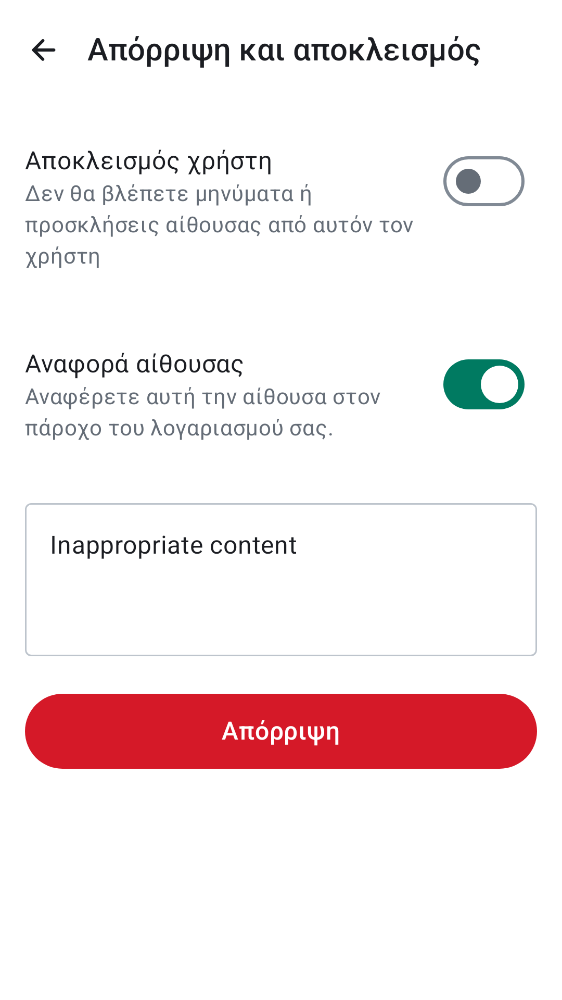 Απόρριψη και αποκλεισμός
Αποκλεισμός χρήστη
Δεν θα βλέπετε μηνύματα ή
προσκλήσεις αίθουσας από αυτόν τον
χρήστη
Αναφορά αίθουσας
Αναφέρετε αυτή την αίθουσα στον
πάροχο του λογαριασμού σας.
Inappropriate content
Απόρριψη